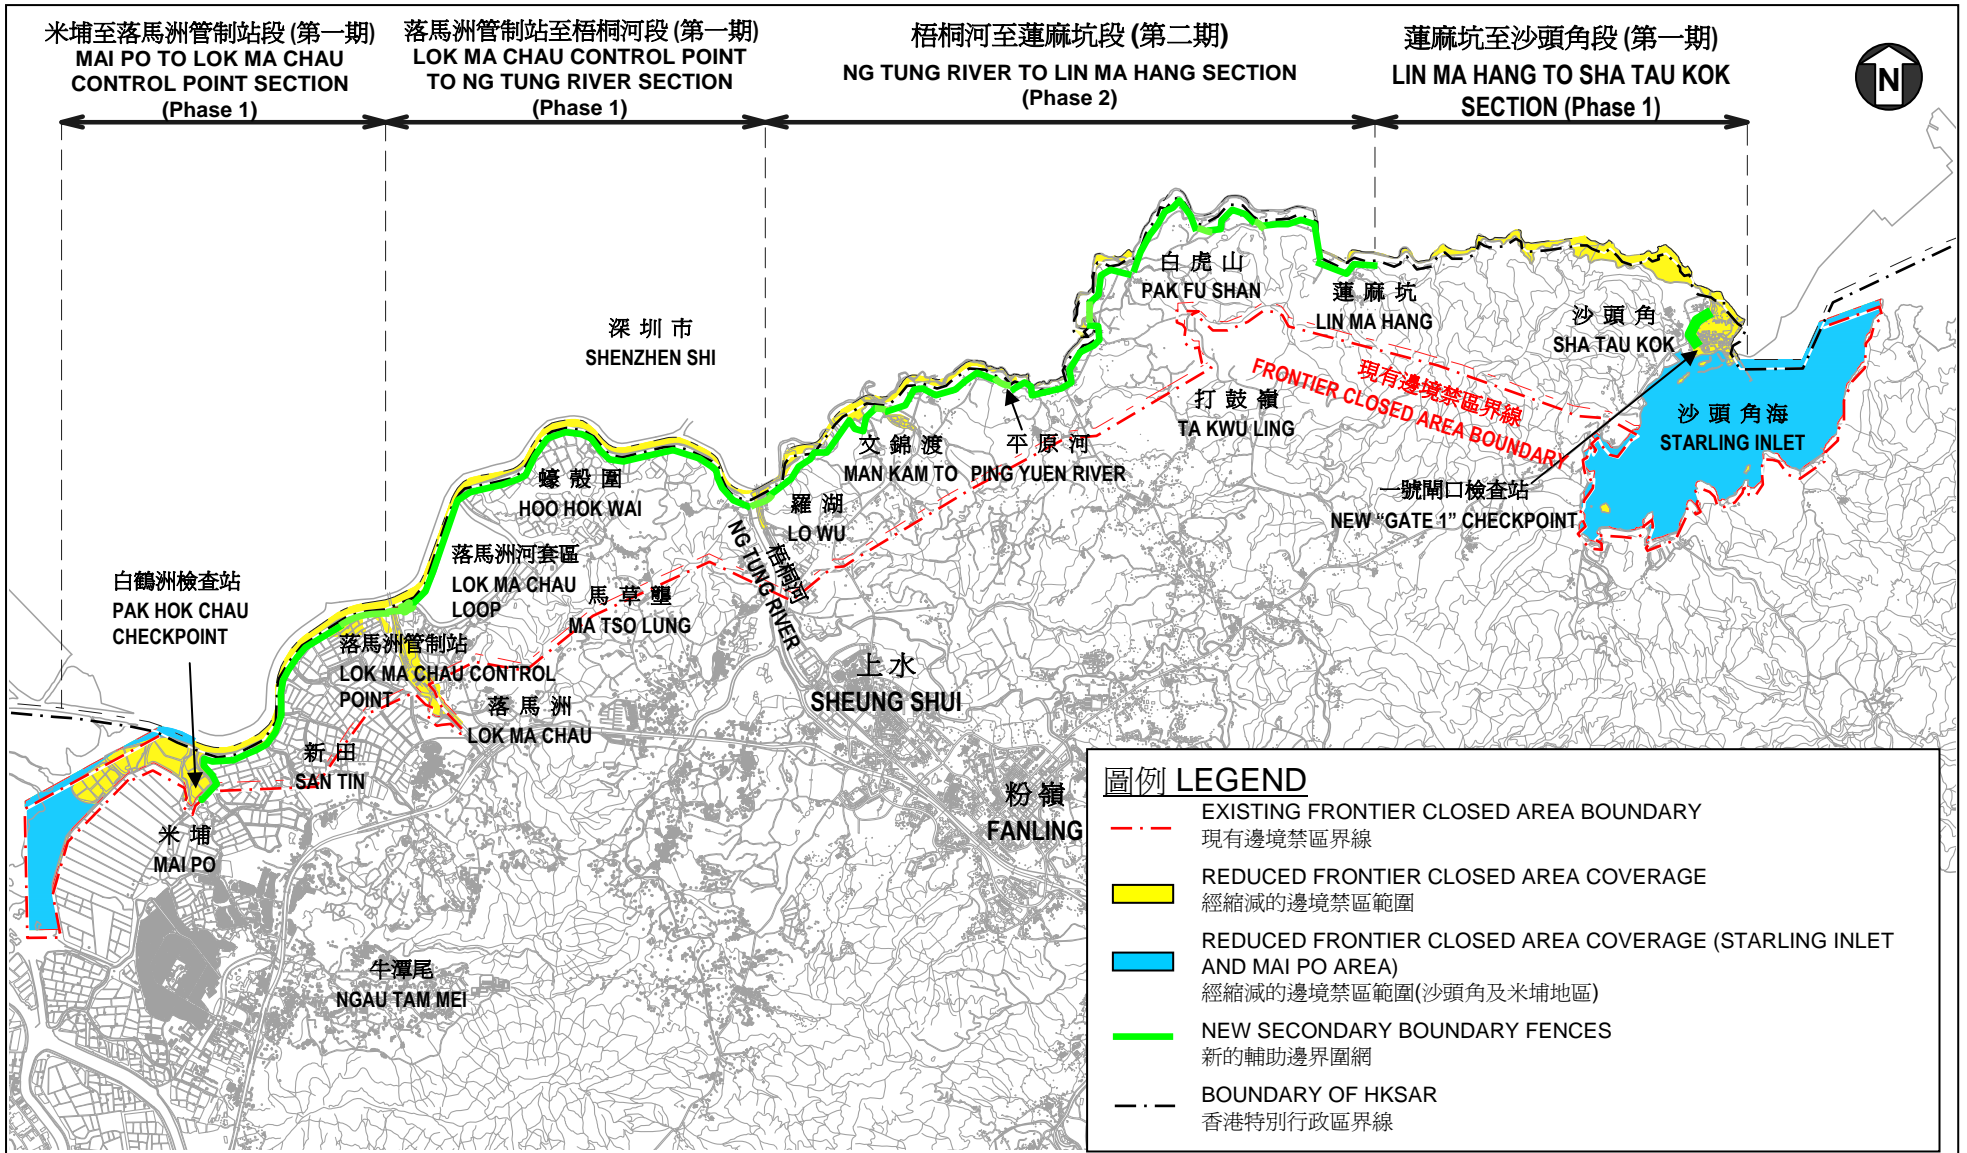 米埔至落馬洲管制站段 (第一期)
MAI PO TO LOK MA CHAU
CONTROL POINT SECTION
(Phase 1)
落馬洲管制站至梧桐河段 (第一期)
LOK MA CHAU CONTROL POINT
TO NG TUNG RIVER SECTION
(Phase 1)
梧桐河至蓮麻坑段 (第二期)
NG TUNG RIVER TO LIN MA HANG SECTION
(Phase 2)
蓮麻坑至沙頭角段 (第一期)
LIN MA HANG TO SHA TAU KOK
SECTION (Phase 1)
N
白虎山
PAK FU SHAN
蓮麻坑
LIN MA HANG
沙頭角
SHA TAU KOK
深圳市
SHENZHEN SHI
現有邊境禁區界線
FRONTIER CLOSED AREA BOUNDARY
打鼓嶺
TA KWU LING
沙頭角海
STARLING INLET
文錦渡
MAN KAM TO
平原河
PING YUEN RIVER
蠔殼圍
HOO HOK WAI
羅湖
LO WU
一號閘口檢查站
NEW “GATE 1” CHECKPOINT
梧桐河
NG TUNG RIVER
落馬洲河套區
LOK MA CHAU
LOOP
白鶴洲檢查站
PAK HOK CHAU
CHECKPOINT
馬草壟
MA TSO LUNG
落馬洲管制站
LOK MA CHAU CONTROL
POINT
上水
SHEUNG SHUI
落馬洲
LOK MA CHAU
新田
SAN TIN
粉嶺
FANLING
米埔
MAI PO
牛潭尾
NGAU TAM MEI
圖例 LEGEND
EXISTING FRONTIER CLOSED AREA BOUNDARY
現有邊境禁區界線
REDUCED FRONTIER CLOSED AREA COVERAGE
經縮減的邊境禁區範圍
REDUCED FRONTIER CLOSED AREA COVERAGE (STARLING INLET
AND MAI PO AREA)
經縮減的邊境禁區範圍(沙頭角及米埔地區)
NEW SECONDARY BOUNDARY FENCES
新的輔助邊界圍網
BOUNDARY OF HKSAR
香港特別行政區界線